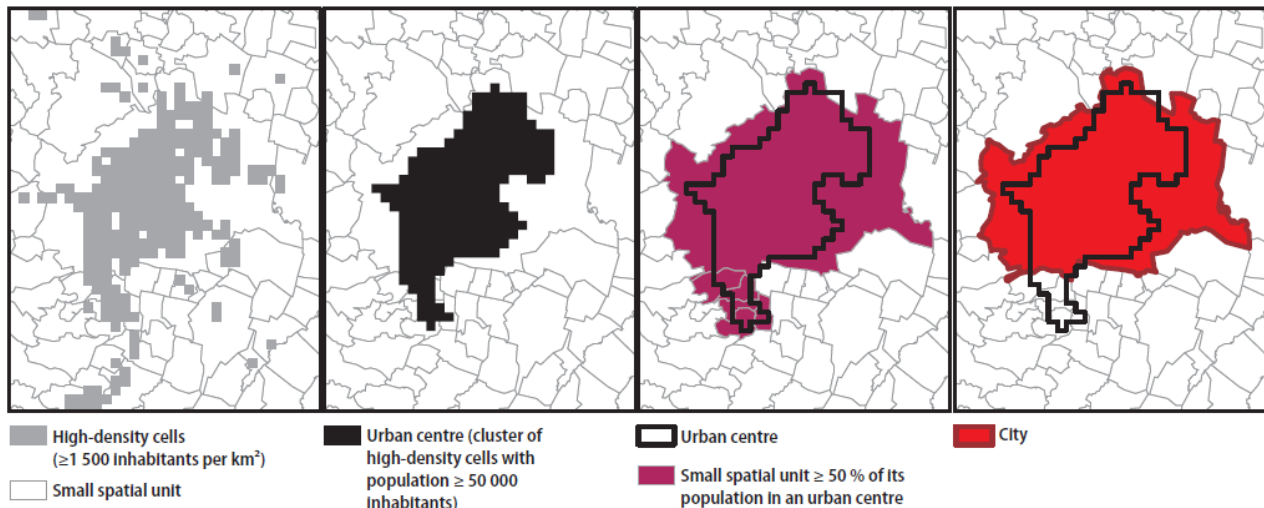 High-density cells
(≥1 500 inhabitants per km²)
Small spatial unit
Urban centre (cluster of
high-density cells with
population ≥ 50 000
inhabitants)
Urban centre
Small spatial unit ≥ 50 % of its
population in an urban centre
City